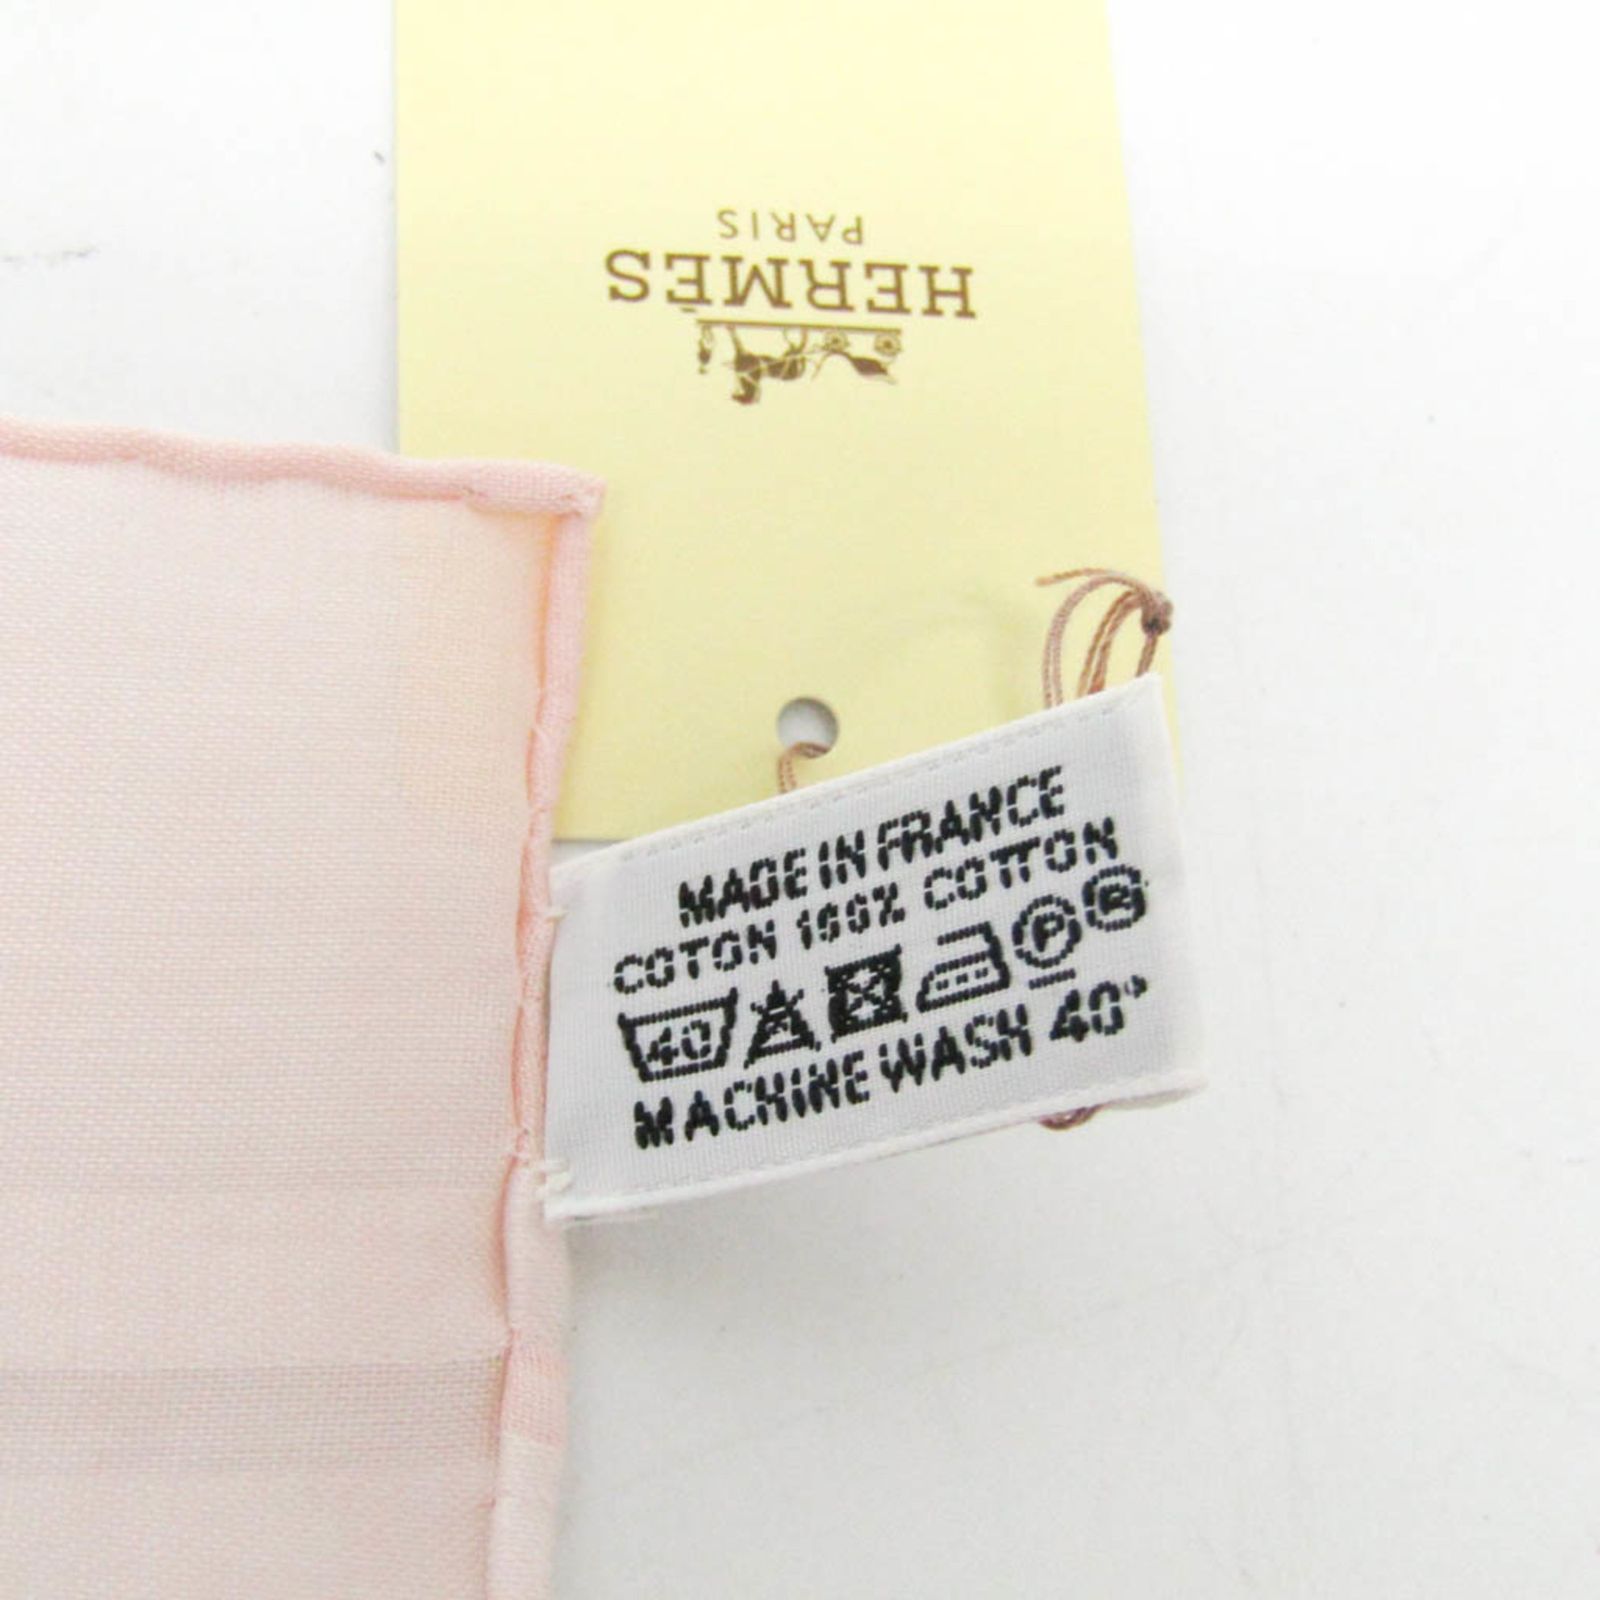 HERMÈS
PARIS
MADE IN FRANCE
COTON 100% COTTON
40 P R
MACHINE WASH 40°